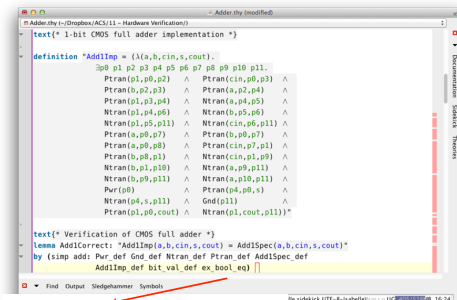 Adder.thy (modified)
Adder.thy (~/Dropbox/ACS/11 – Hardware Verification/)
text{* 1-bit CMOS full adder implementation *}
definition "Add1Imp = (λ(a,b,cin,s,cout).
∃p0 p1 p2 p3 p4 p5 p6 p7 p8 p9 p10 p11.
Ptran(p1,p0,p2) ∧ Ptran(cin,p0,p3) ∧
Ptran(b,p2,p3) ∧ Ptran(a,p2,p4) ∧
Ptran(p1,p3,p4) ∧ Ntran(a,p4,p5) ∧
Ntran(p1,p4,p6) ∧ Ntran(b,p5,p6) ∧
Ntran(p1,p5,p11) ∧ Ntran(cin,p6,p11) ∧
Ptran(a,p0,p7) ∧ Ptran(b,p0,p7) ∧
Ptran(a,p0,p8) ∧ Ptran(cin,p7,p1) ∧
Ptran(b,p8,p1) ∧ Ntran(cin,p1,p9) ∧
Ntran(b,p1,p10) ∧ Ntran(a,p9,p11) ∧
Ntran(b,p9,p11) ∧ Ntran(a,p10,p11) ∧
Pwr(p0) ∧ Ptran(p4,p0,s) ∧
Ntran(p4,s,p11) ∧ Gnd(p11) ∧
Ptran(p1,p0,cout) ∧ Ntran(p1,cout,p11))"
text{* Verification of CMOS full adder *}
lemma Add1Correct: "Add1Imp(a,b,cin,s,cout) = Add1Spec(a,b,cin,s,cout)"
by (simp add: Pwr_def Gnd_def Ntran_def Ptran_def Add1Spec_def
Add1Imp_def bit_val_def ex_bool_eq)
Documentation Sidekick Theories
Find Output Sledgehammer Symbols
16:24